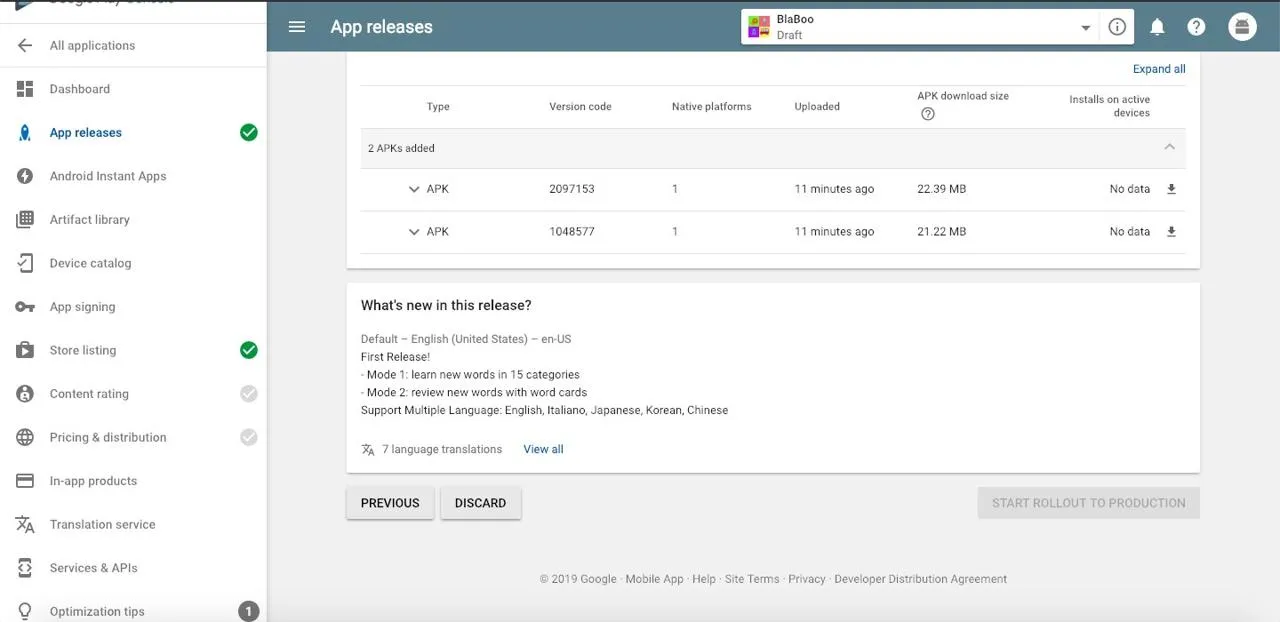 Google Play Console
All applications
Dashboard
App releases
Android Instant Apps
Artifact library
Device catalog
App signing
Store listing
Content rating
Pricing & distribution
In-app products
Translation service
Services & APIs
Optimization tips
1
App releases
BlaBoo
Draft
Expand all
Type
Version code
Native platforms
Uploaded
APK download size
Installs on active
devices
2 APKs added
APK 2097153 1 11 minutes ago 22.39 MB No data
APK 1048577 1 11 minutes ago 21.22 MB No data
What's new in this release?
Default – English (United States) – en-US
First Release!
- Mode 1: learn new words in 15 categories
- Mode 2: review new words with word cards
Support Multiple Language: English, Italiano, Japanese, Korean, Chinese
7 language translations View all
PREVIOUS DISCARD START ROLLOUT TO PRODUCTION
© 2019 Google · Mobile App · Help · Site Terms · Privacy · Developer Distribution Agreement